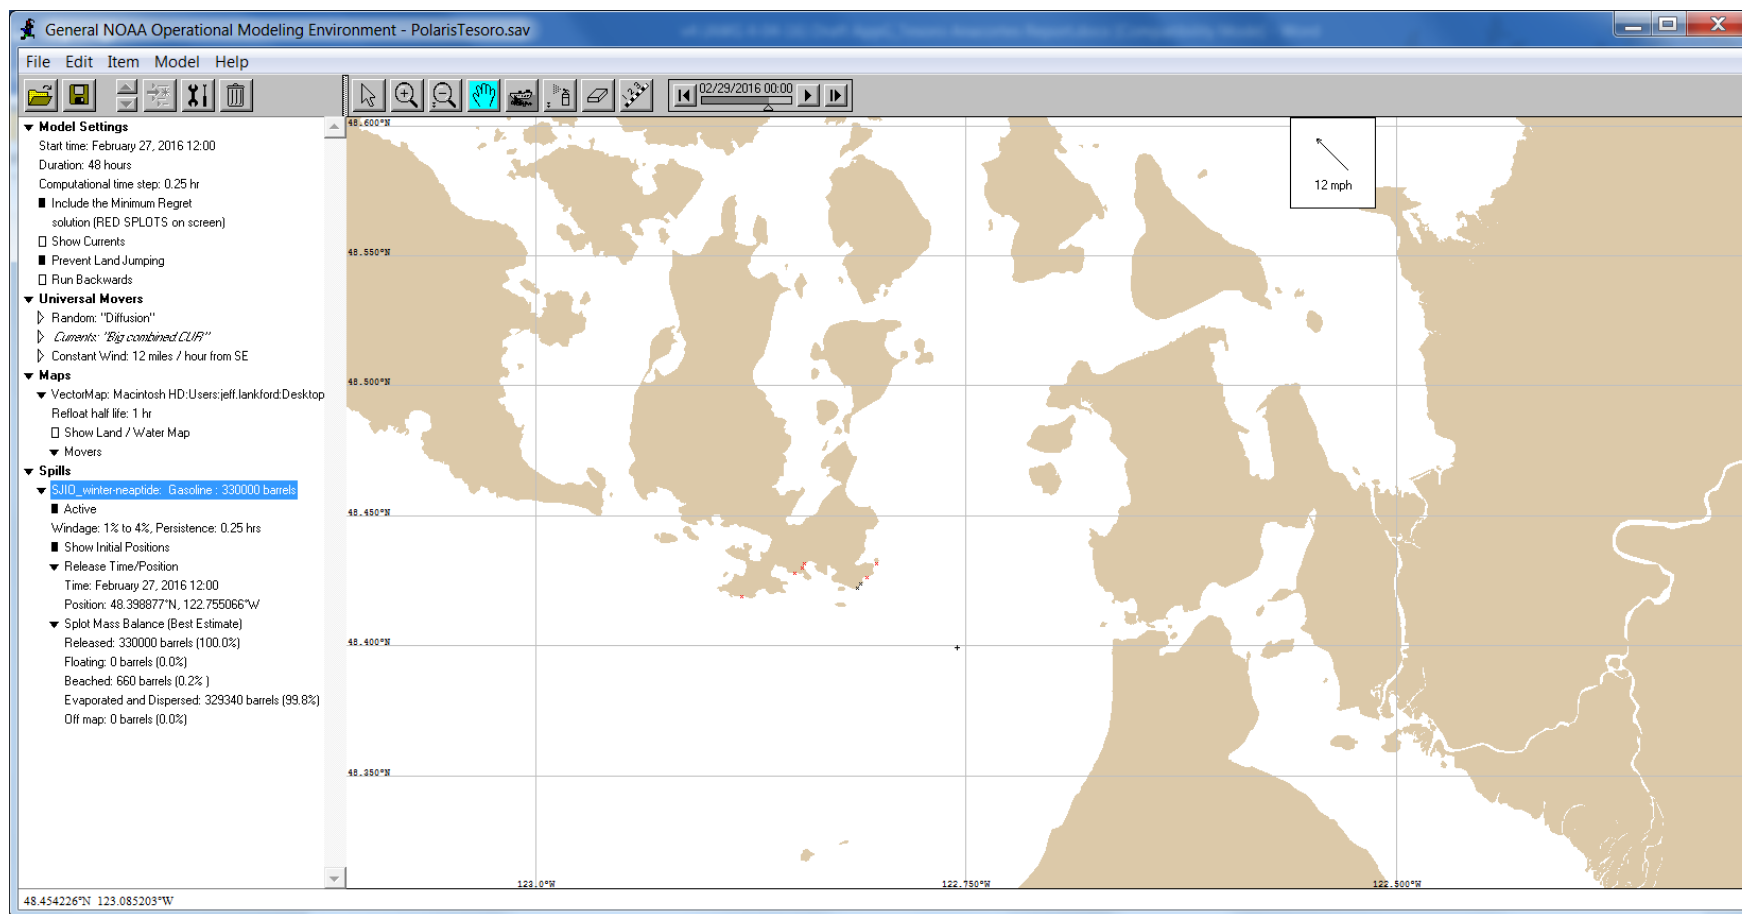 General NOAA Operational Modeling Environment - PolarisTesoro.sav
File Edit Item Model Help
02/29/2016 00:00
Model Settings
Start time: February 27, 2016 12:00
Duration: 48 hours
Computational time step: 0.25 hr
Include the Minimum Regret
solution (RED SPLOTS on screen)
Show Currents
Prevent Land Jumping
Run Backwards
Universal Movers
Random: "Diffusion"
Currents: "Big combined.CUR"
Constant Wind: 12 miles / hour from SE
Maps
VectorMap: Macintosh HD:Users:jeff.lankford:Desktop
Refloat half life: 1 hr
Show Land / Water Map
Movers
Spills
SJIO_winter-neaptide: Gasoline : 330000 barrels
Active
Windage: 1% to 4%, Persistence: 0.25 hrs
Show Initial Positions
Release Time/Position
Time: February 27, 2016 12:00
Position: 48.398877°N, 122.755066°W
Splot Mass Balance (Best Estimate)
Released: 330000 barrels (100.0%)
Floating: 0 barrels (0.0%)
Beached: 660 barrels (0.2% )
Evaporated and Dispersed: 329340 barrels (99.8%)
Off map: 0 barrels (0.0%)
48.600°N
12 mph
48.550°N
48.500°N
48.450°N
48.400°N
48.350°N
123.0°W
122.750°W
122.500°W
48.454226°N 123.085203°W